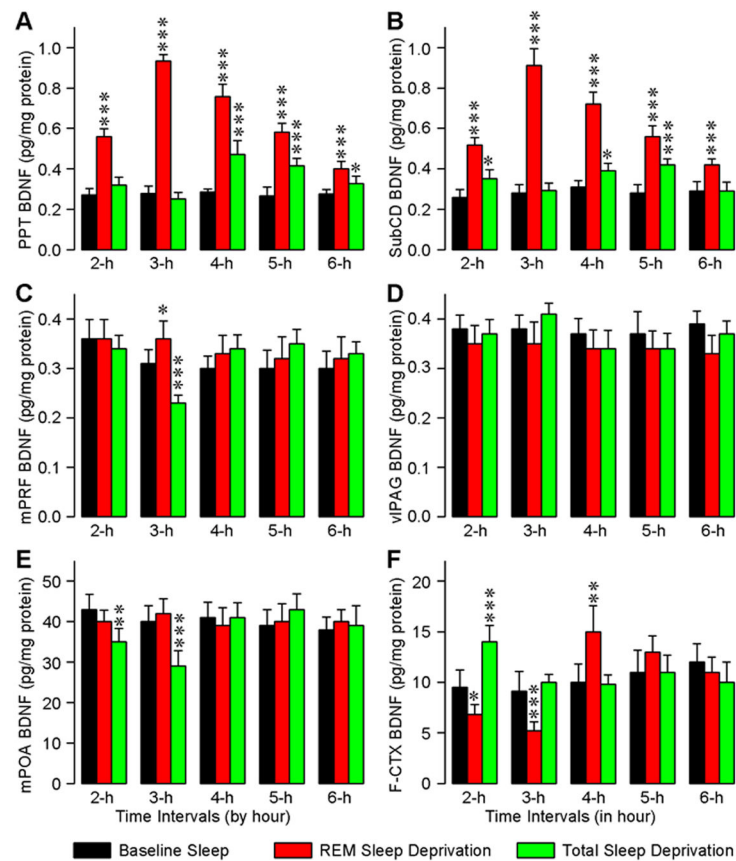 A
PPT BDNF (pg/mg protein)
1.0
0.8
0.6
0.4
0.2
0.0
***
***
***
***
***
***
***
*
2-h 3-h 4-h 5-h 6-h
B
SubCD BDNF (pg/mg protein)
1.0
0.8
0.6
0.4
0.2
0.0
***
*
***
***
*
***
***
***
2-h 3-h 4-h 5-h 6-h
C
mPRF BDNF (pg/mg protein)
0.4
0.3
0.2
0.1
0.0
*
***
2-h 3-h 4-h 5-h 6-h
D
vlPAG BDNF (pg/mg protein)
0.4
0.3
0.2
0.1
0.0
2-h 3-h 4-h 5-h 6-h
E
mPOA BDNF (pg/mg protein)
50
40
30
20
10
0
**
***
2-h 3-h 4-h 5-h 6-h
Time Intervals (by hour)
F
F-CTX BDNF (pg/mg protein)
20
15
10
5
0
*
***
***
**
2-h 3-h 4-h 5-h 6-h
Time Intervals (in hour)
Baseline Sleep REM Sleep Deprivation Total Sleep Deprivation